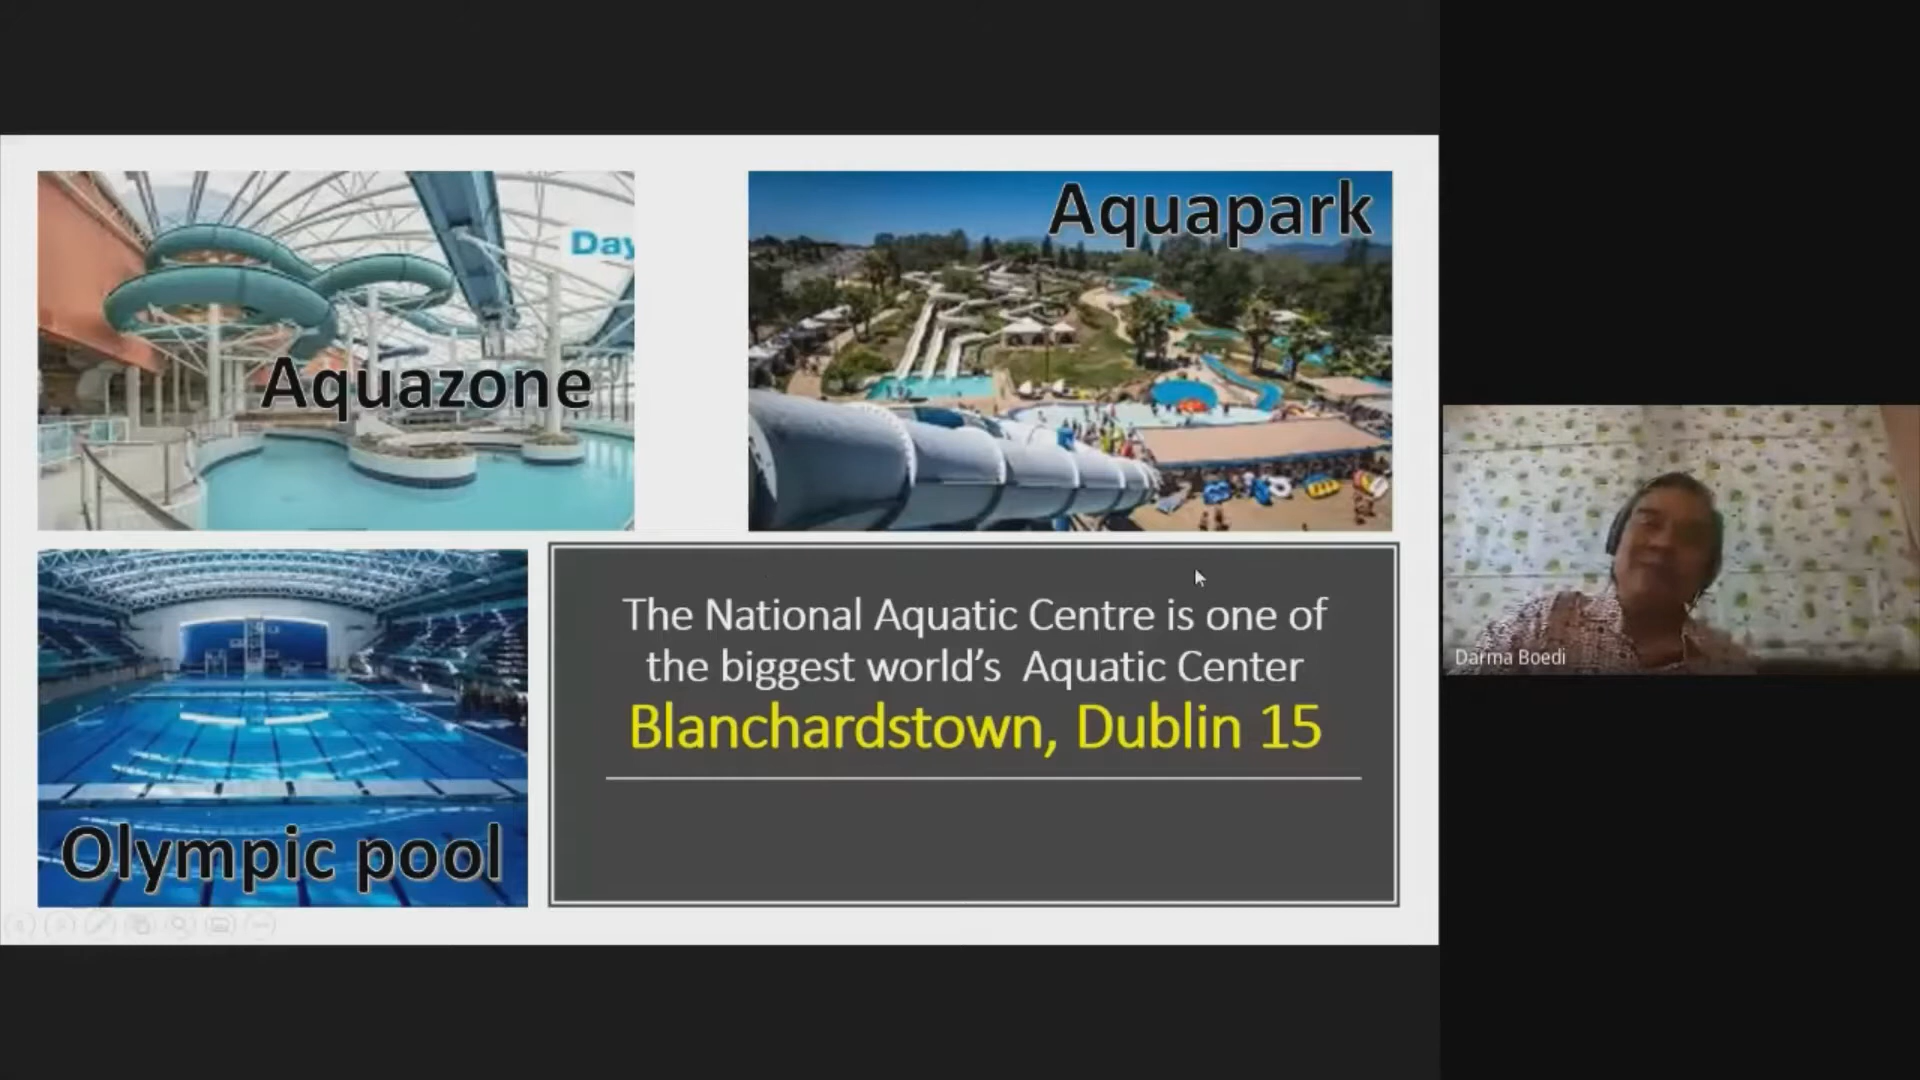 Day
Aquazone
Aquapark
Olympic pool
The National Aquatic Centre is one of
the biggest world’s Aquatic Center
Blanchardstown, Dublin 15
Darma Boedi